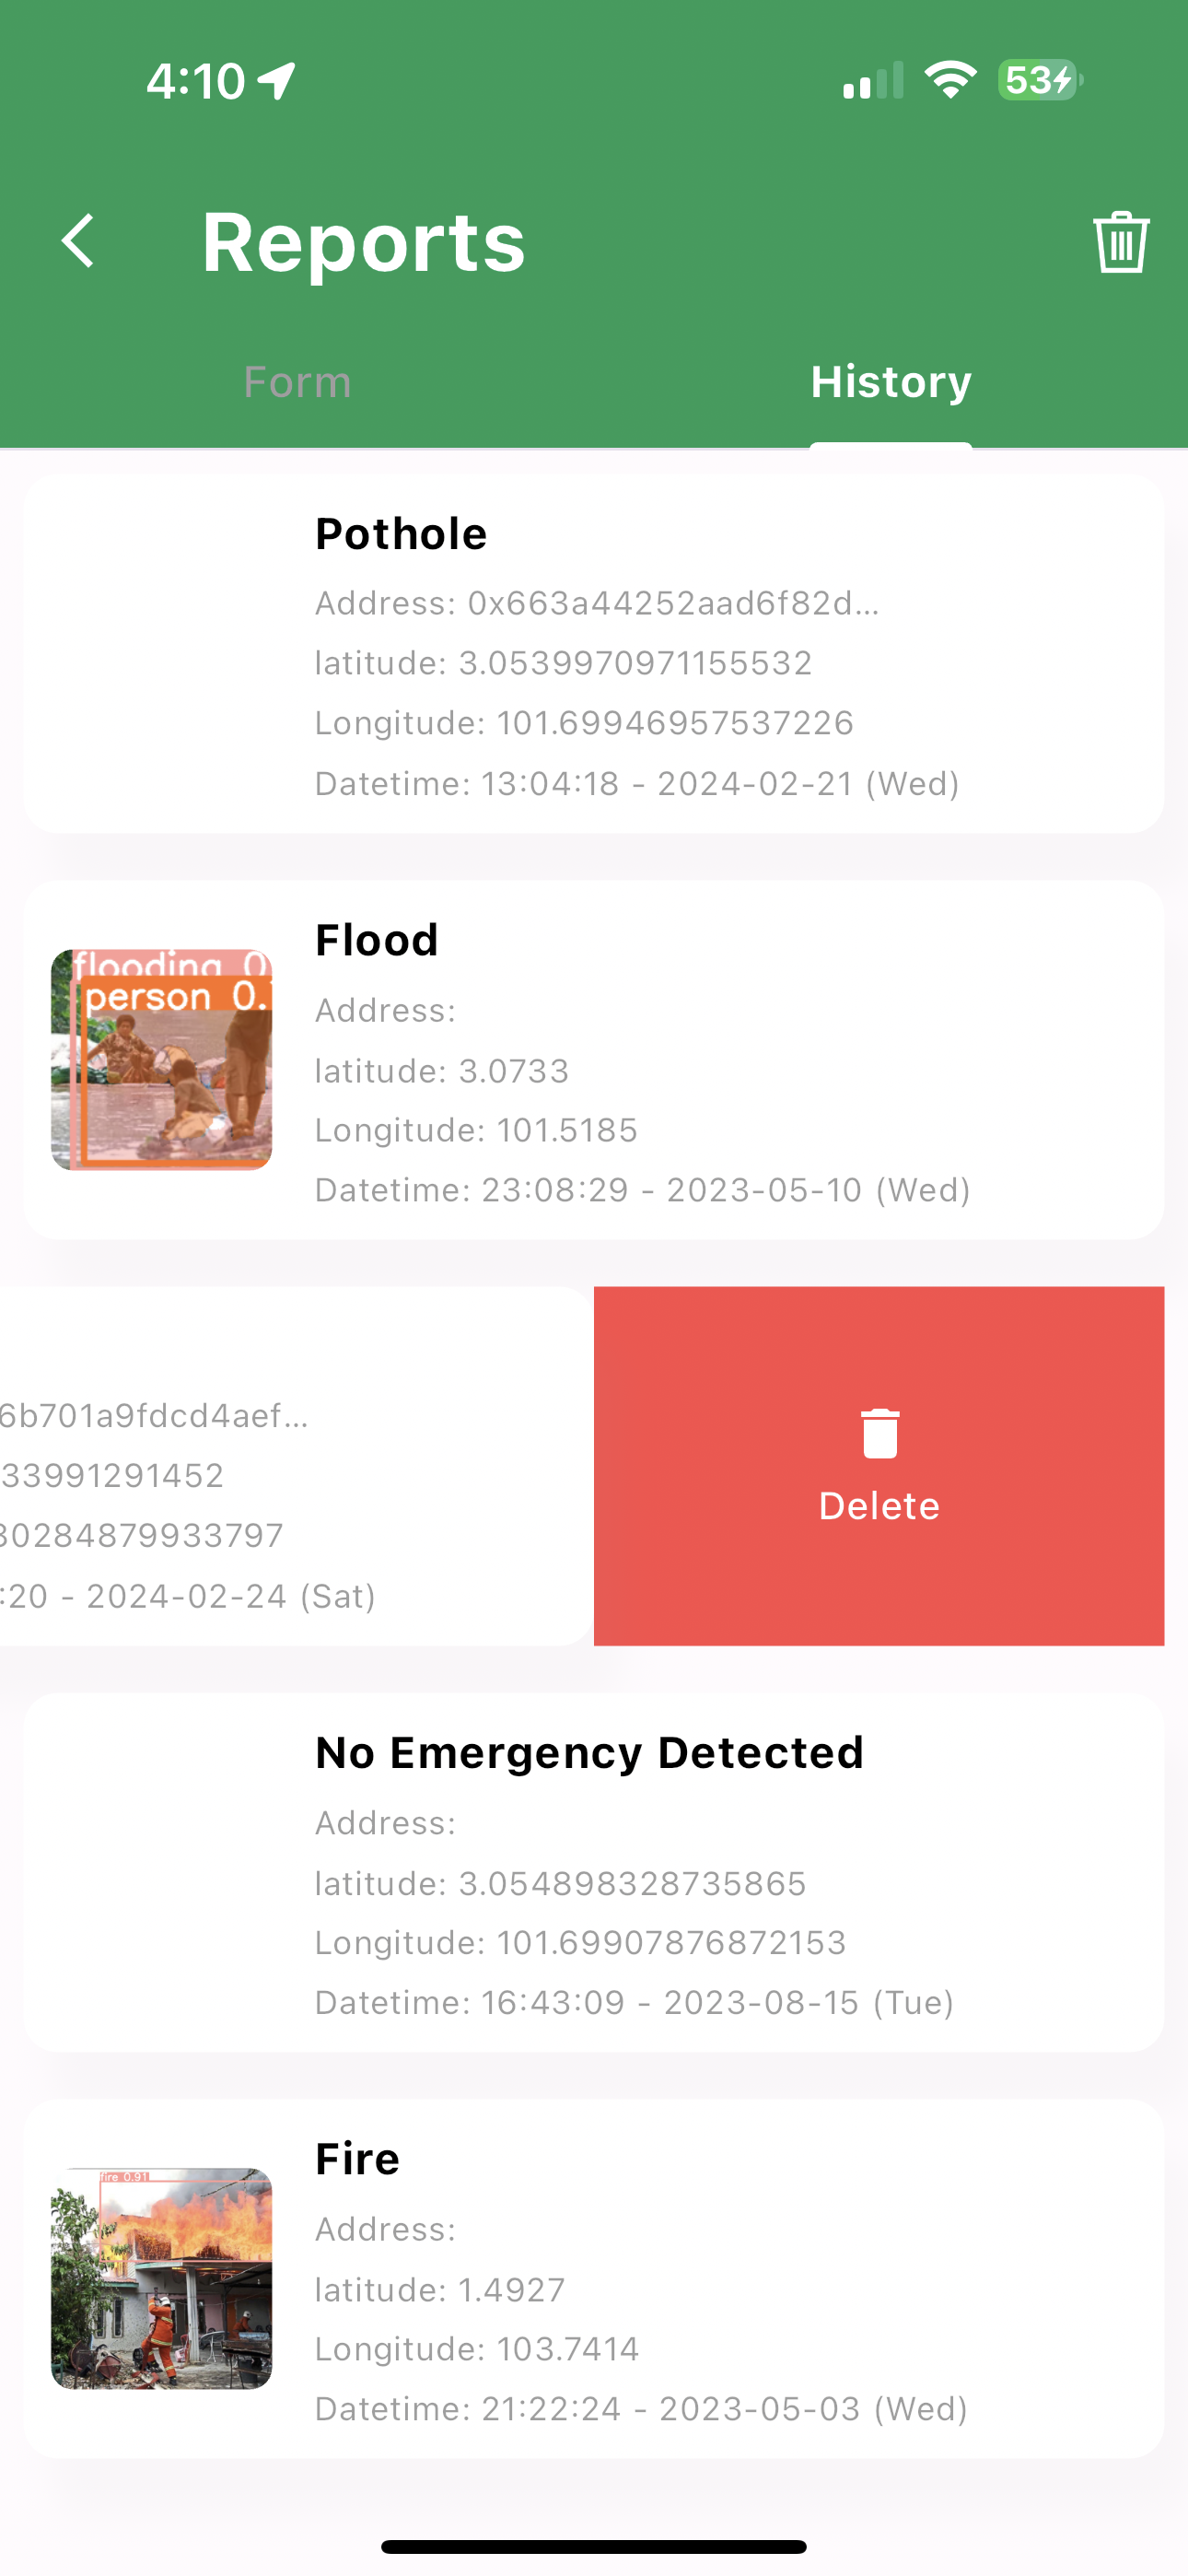 4:10
53
Reports
Form
History
Pothole
Address: 0x663a44252aad6f82d...
latitude: 3.0539970971155532
Longitude: 101.69946957537226
Datetime: 13:04:18 - 2024-02-21 (Wed)
flooding 0
person 0.
Flood
Address:
latitude: 3.0733
Longitude: 101.5185
Datetime: 23:08:29 - 2023-05-10 (Wed)
6b701a9fdcd4aef...
33991291452
30284879933797
:20 - 2024-02-24 (Sat)
Delete
No Emergency Detected
Address:
latitude: 3.054898328735865
Longitude: 101.69907876872153
Datetime: 16:43:09 - 2023-08-15 (Tue)
fire 0.91
Fire
Address:
latitude: 1.4927
Longitude: 103.7414
Datetime: 21:22:24 - 2023-05-03 (Wed)